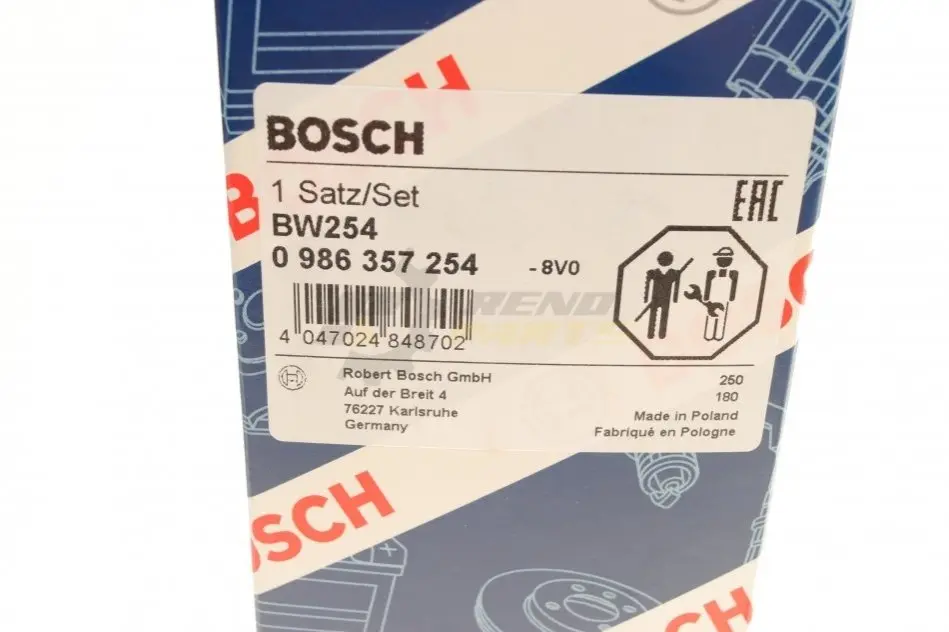 BOSCH
1 Satz/Set
EAC
BW254
0 986 357 254 - 8V0
4 047024 848702
Robert Bosch GmbH
Auf der Breit 4
76227 Karlsruhe
Germany
250
180
Made in Poland
Fabriqué en Pologne
BOSCH
BOSCH